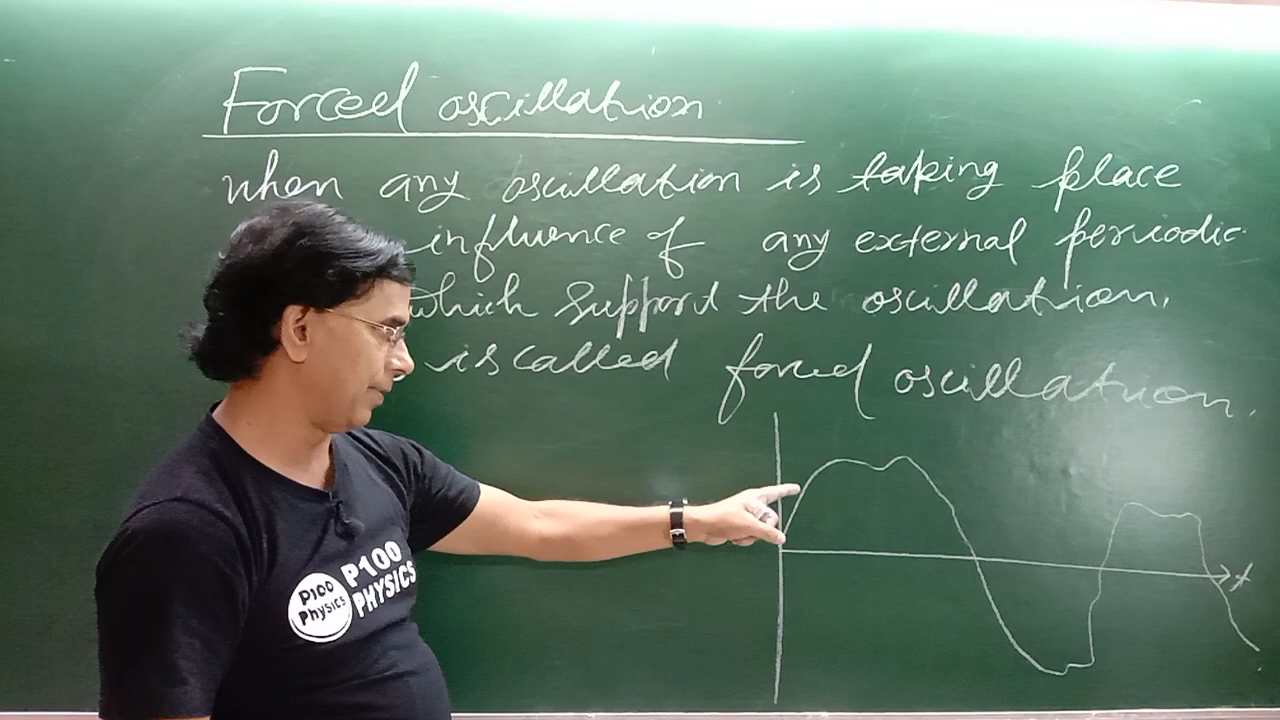 Forced oscillation
when any oscillation is taking place
influence of any external periodic
which support the oscillation.
is called forced oscillation.
t
P100
Physics
P100
PHYSICS